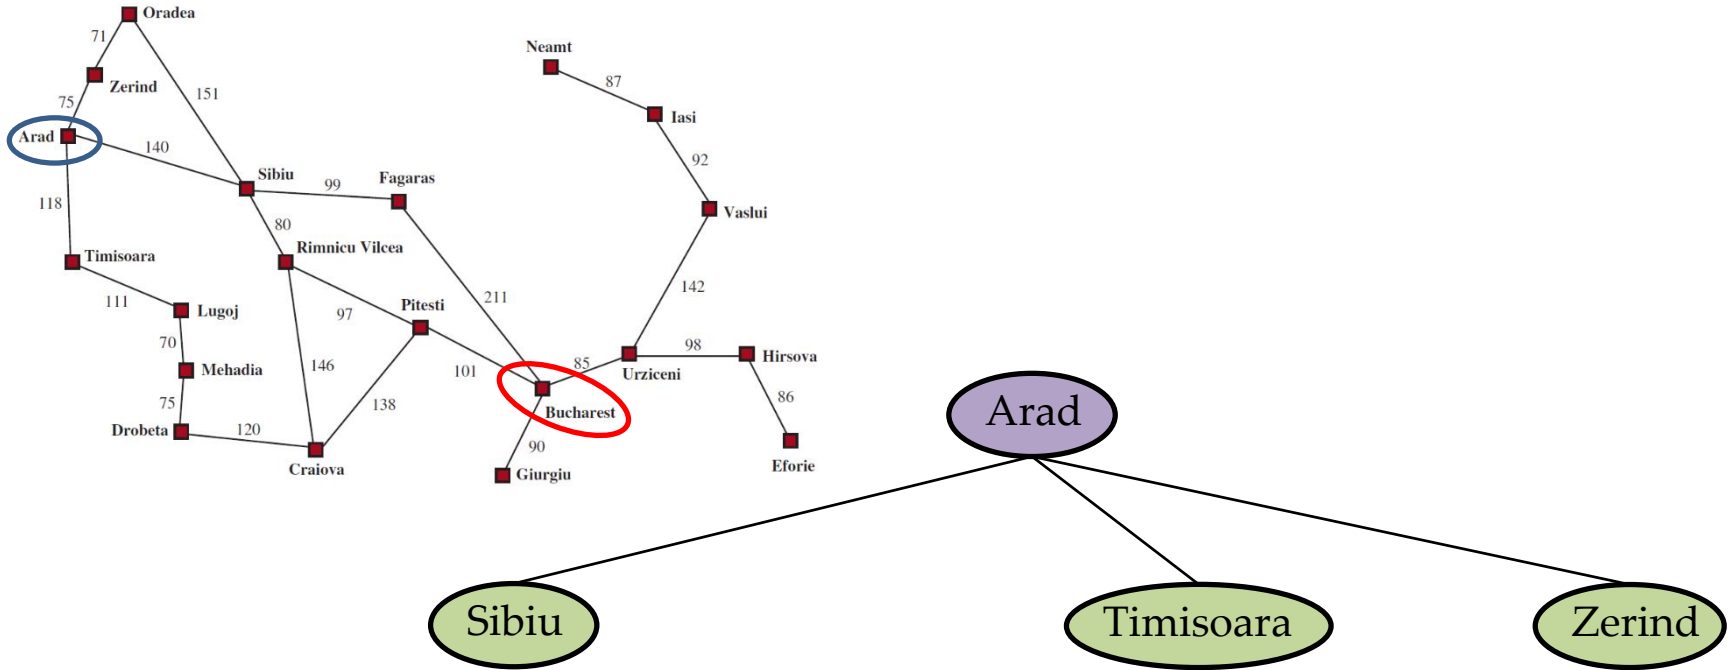 Oradea
71
Neamt
87
Zerind
151
75
Iasi
Arad
140
92
Sibiu
99
Fagaras
118
Vaslui
80
Rimnicu Vilcea
Timisoara
142
111
211
Lugoj
97
Pitesti
70
98
Hirsova
146
85
Mehadia
101
Urziceni
75
138
86
Bucharest
Arad
Drobeta
120
90
Craiova
Giurgiu
Eforie
Sibiu
Timisoara
Zerind